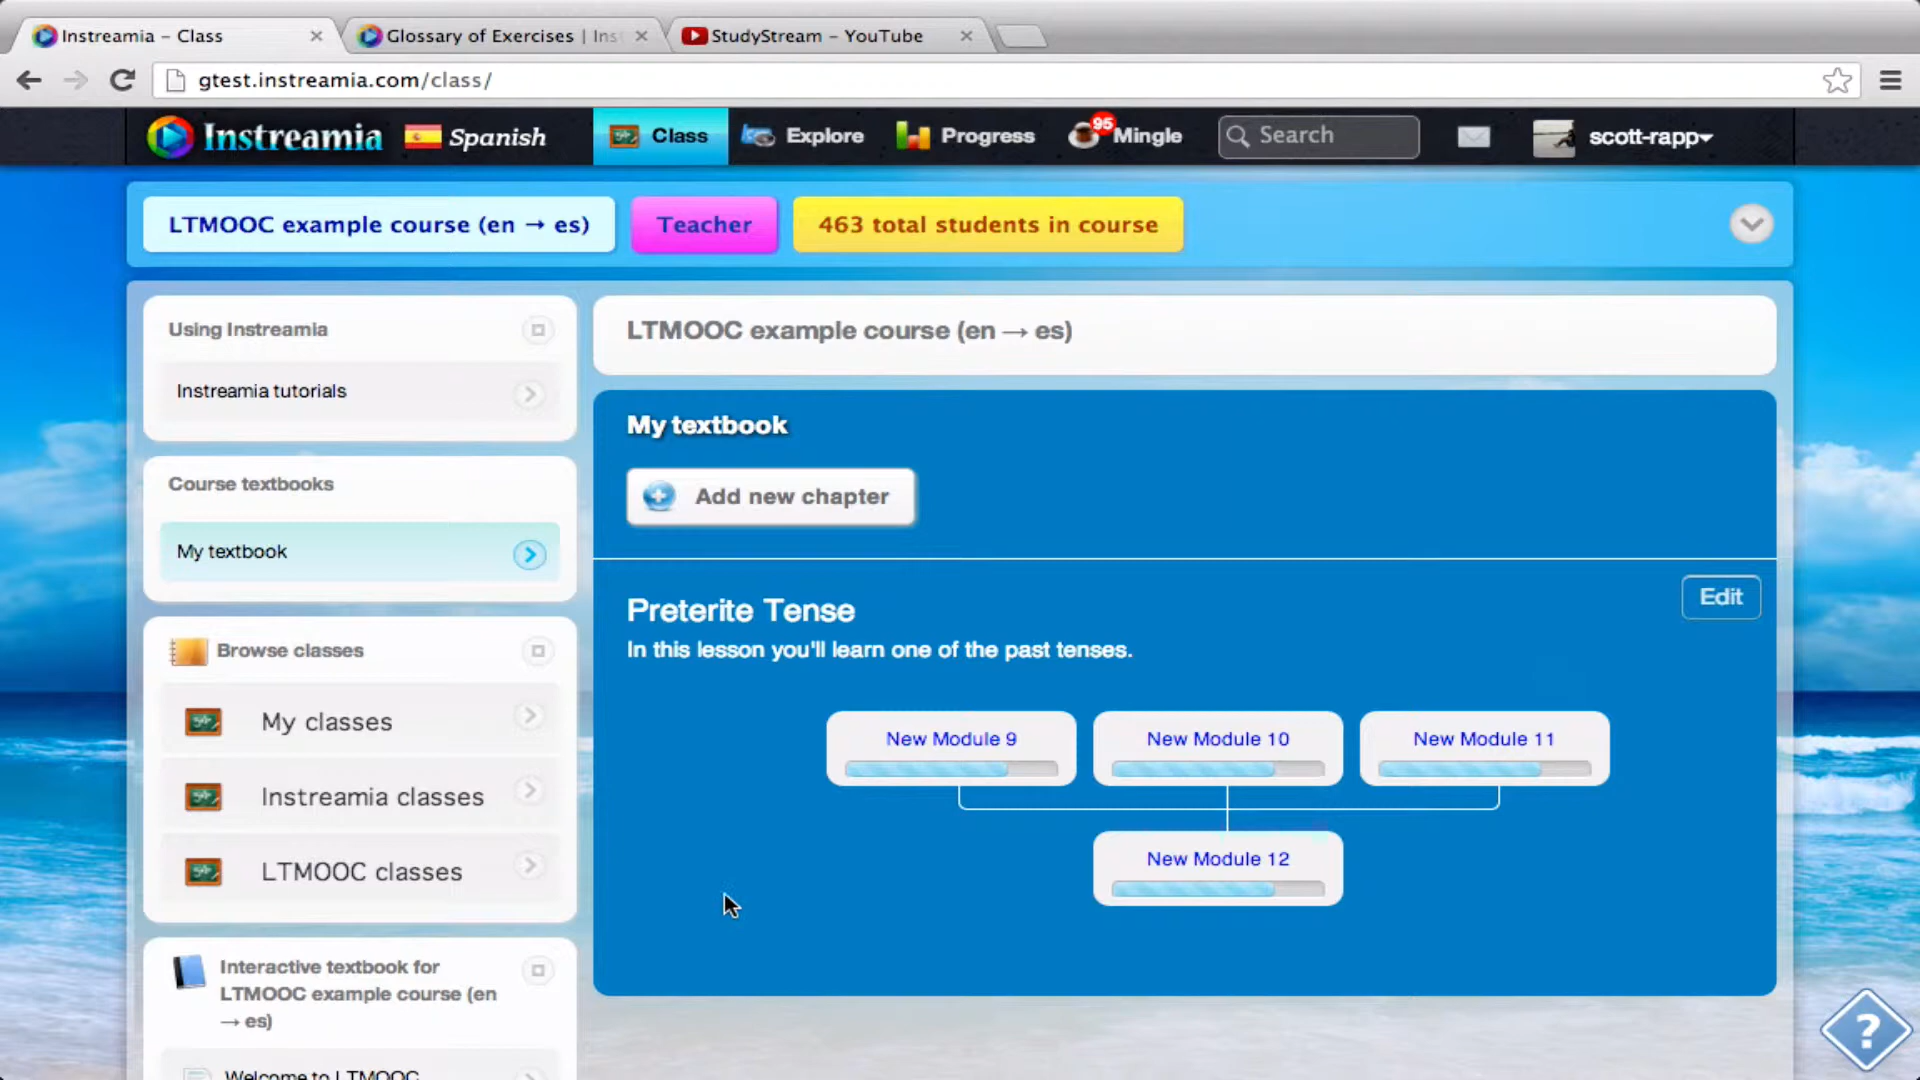 Instreamia – Class
Glossary of Exercises | Ins
StudyStream – YouTube
gtest.instreamia.com/class/
Instreamia Spanish Class Explore Progress 95 Mingle Search scott-rapp
LTMOOC example course (en → es) Teacher 463 total students in course
Using Instreamia
Instreamia tutorials
Course textbooks
My textbook
Browse classes
My classes
Instreamia classes
LTMOOC classes
Interactive textbook for
LTMOOC example course (en
→ es)
Welcome to LTMOOC
LTMOOC example course (en → es)
My textbook
Add new chapter
Preterite Tense
Edit
In this lesson you'll learn one of the past tenses.
New Module 9 New Module 10 New Module 11
New Module 12
?